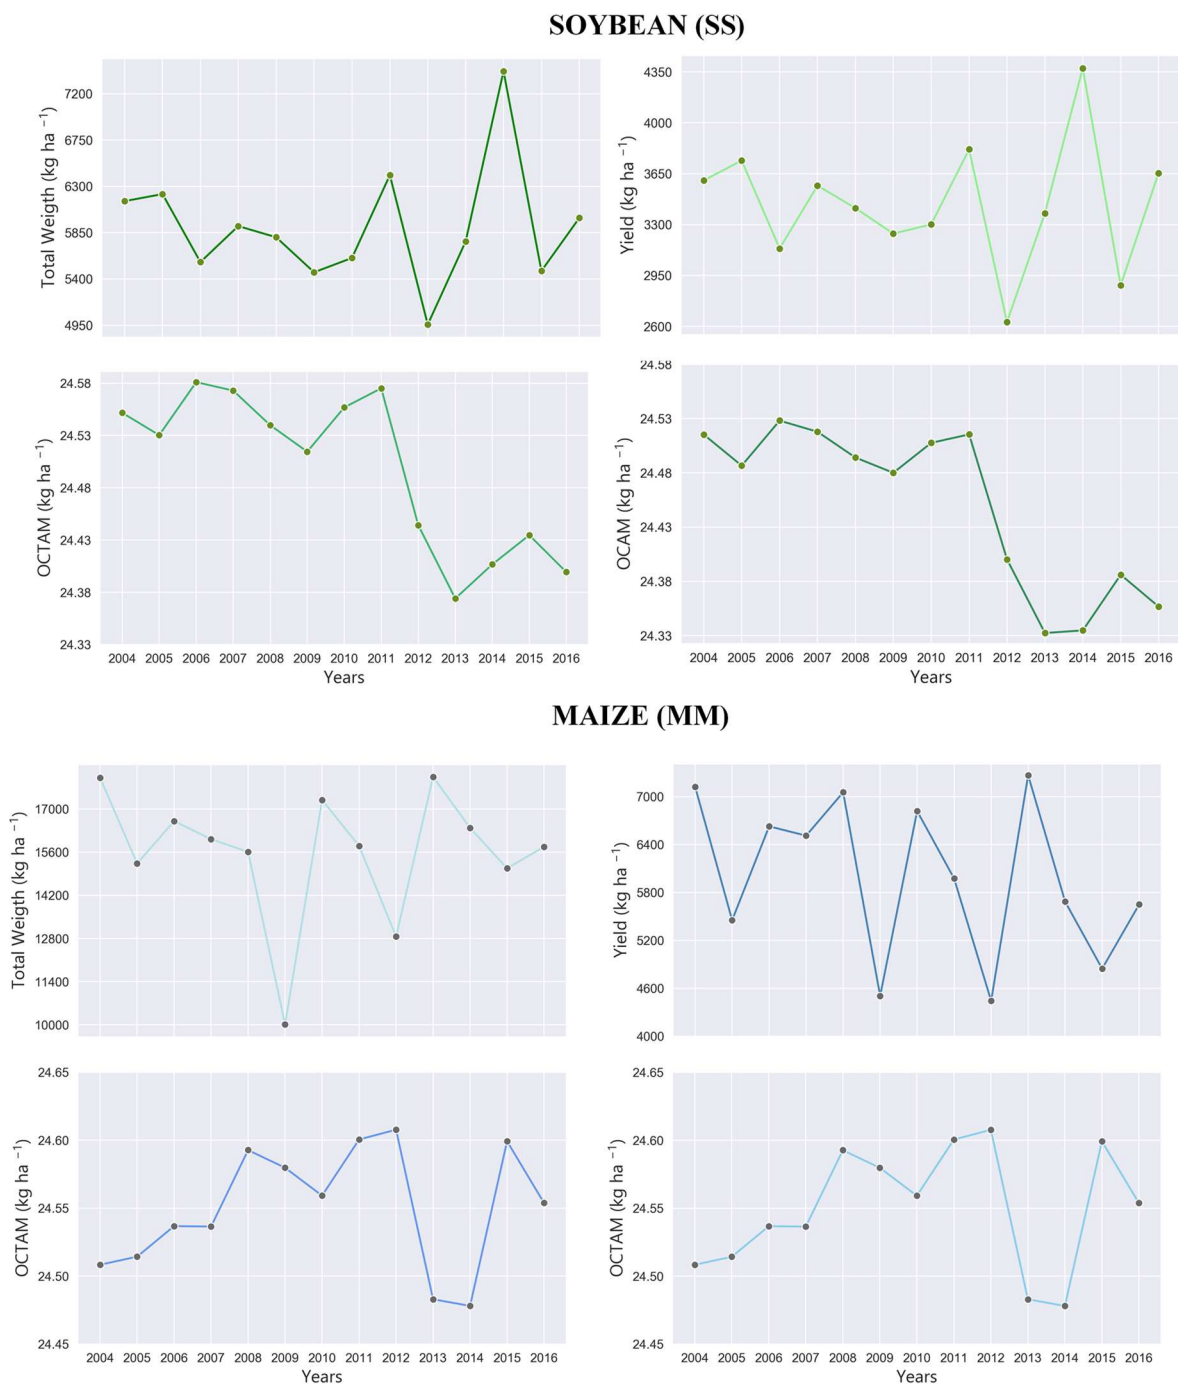 SOYBEAN (SS)
Total Weigth (kg ha ⁻¹)
7200
6750
6300
5850
5400
4950
Yield (kg ha ⁻¹)
4350
4000
3650
3300
2950
2600
OCTAM (kg ha ⁻¹)
24.58
24.53
24.48
24.43
24.38
24.33
2004 2005 2006 2007 2008 2009 2010 2011 2012 2013 2014 2015 2016
Years
OCAM (kg ha ⁻¹)
24.58
24.53
24.48
24.43
24.38
24.33
2004 2005 2006 2007 2008 2009 2010 2011 2012 2013 2014 2015 2016
Years
MAIZE (MM)
Total Weigth (kg ha ⁻¹)
17000
15600
14200
12800
11400
10000
Yield (kg ha ⁻¹)
7000
6400
5800
5200
4600
4000
OCTAM (kg ha ⁻¹)
24.65
24.60
24.55
24.50
24.45
2004 2005 2006 2007 2008 2009 2010 2011 2012 2013 2014 2015 2016
Years
OCTAM (kg ha ⁻¹)
24.65
24.60
24.55
24.50
24.45
2004 2005 2006 2007 2008 2009 2010 2011 2012 2013 2014 2015 2016
Years